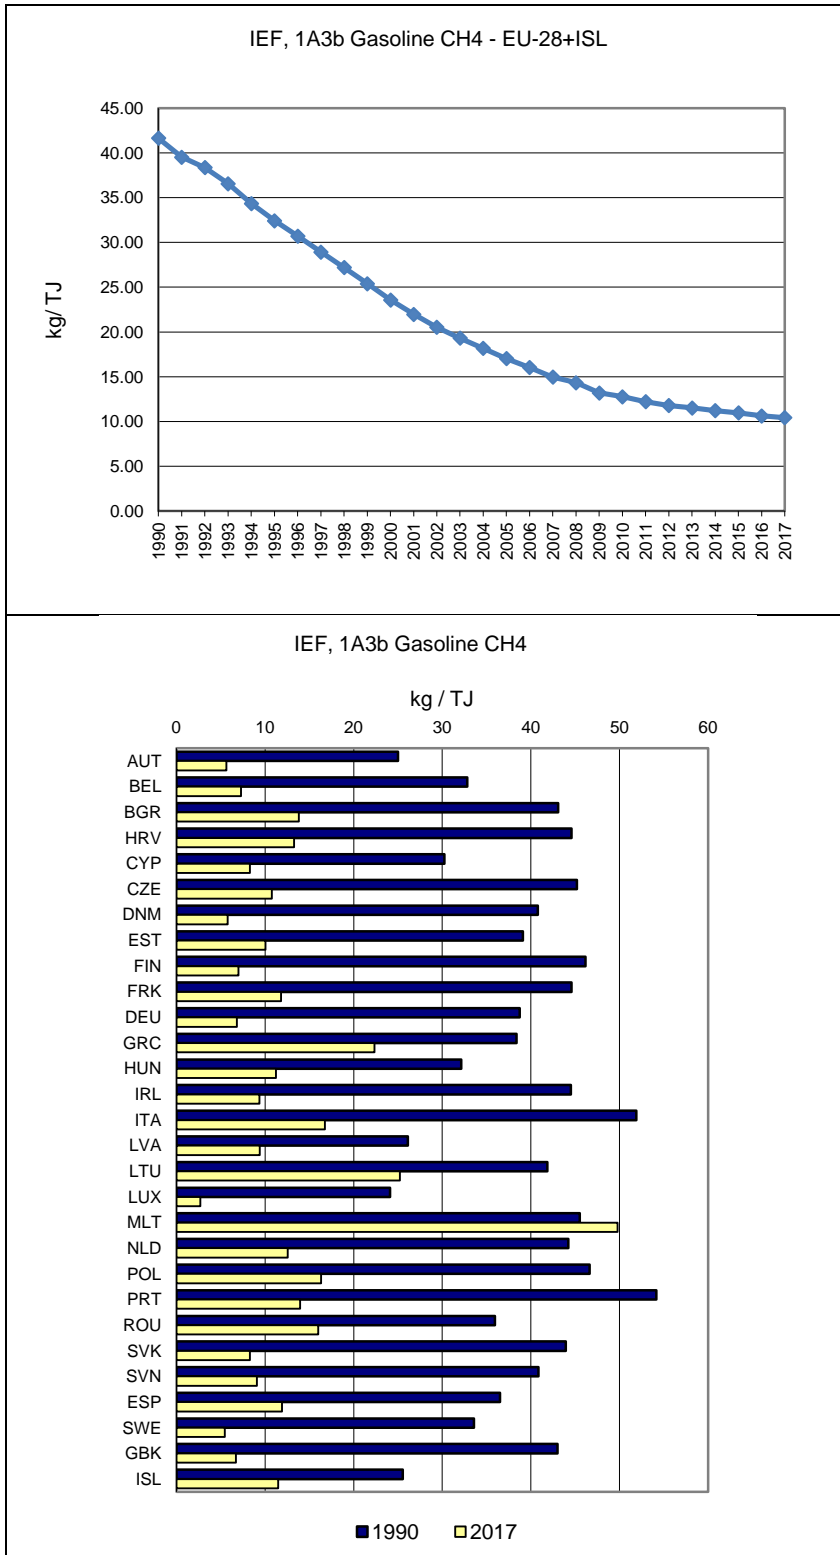 IEF, 1A3b Gasoline CH4 - EU-28+ISL
45.00
40.00
35.00
30.00
25.00
20.00
15.00
10.00
5.00
0.00
kg/ TJ
1990
1991
1992
1993
1994
1995
1996
1997
1998
1999
2000
2001
2002
2003
2004
2005
2006
2007
2008
2009
2010
2011
2012
2013
2014
2015
2016
2017
IEF, 1A3b Gasoline CH4
kg / TJ
0 10 20 30 40 50 60
AUT
BEL
BGR
HRV
CYP
CZE
DNM
EST
FIN
FRK
DEU
GRC
HUN
IRL
ITA
LVA
LTU
LUX
MLT
NLD
POL
PRT
ROU
SVK
SVN
ESP
SWE
GBK
ISL
1990 2017